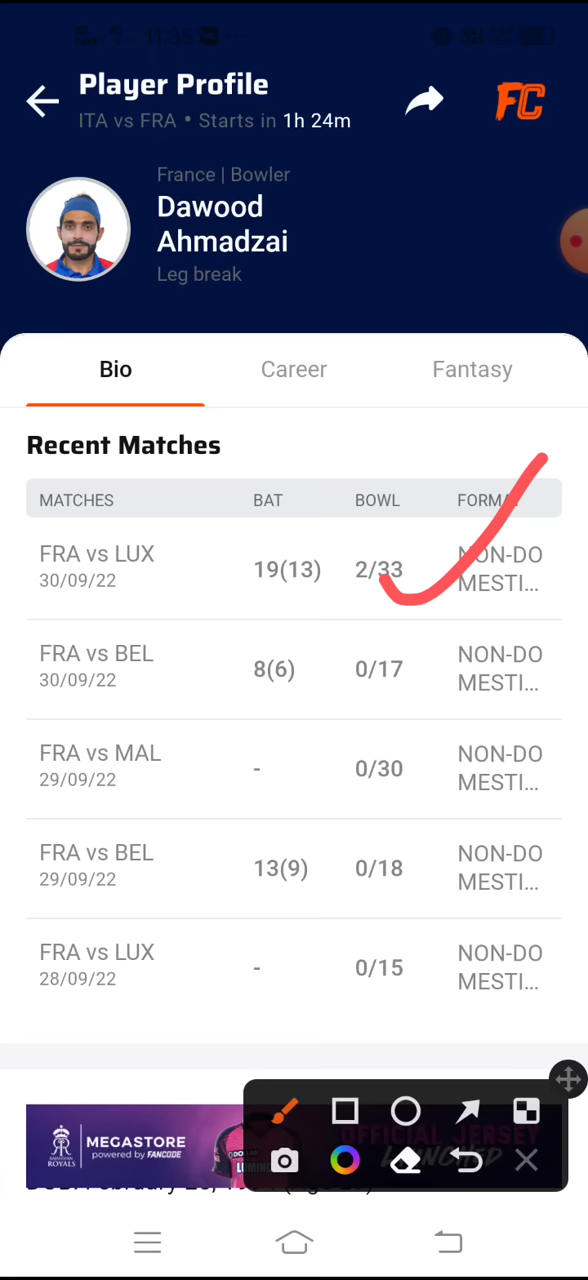 11:35
Player Profile
ITA vs FRA • Starts in 1h 24m
FC
France | Bowler
Dawood
Ahmadzai
Leg break
Bio Career Fantasy
Recent Matches
MATCHES BAT BOWL FORMAT
FRA vs LUX
30/09/22
19(13) 2/33 NON-DO
MESTI...
FRA vs BEL
30/09/22
8(6) 0/17 NON-DO
MESTI...
FRA vs MAL
29/09/22
- 0/30 NON-DO
MESTI...
FRA vs BEL
29/09/22
13(9) 0/18 NON-DO
MESTI...
FRA vs LUX
28/09/22
- 0/15 NON-DO
MESTI...
RAJASTHAN
ROYALS
MEGASTORE
powered by FANCODE
OFFICIAL JERSEY
LAUNCHED